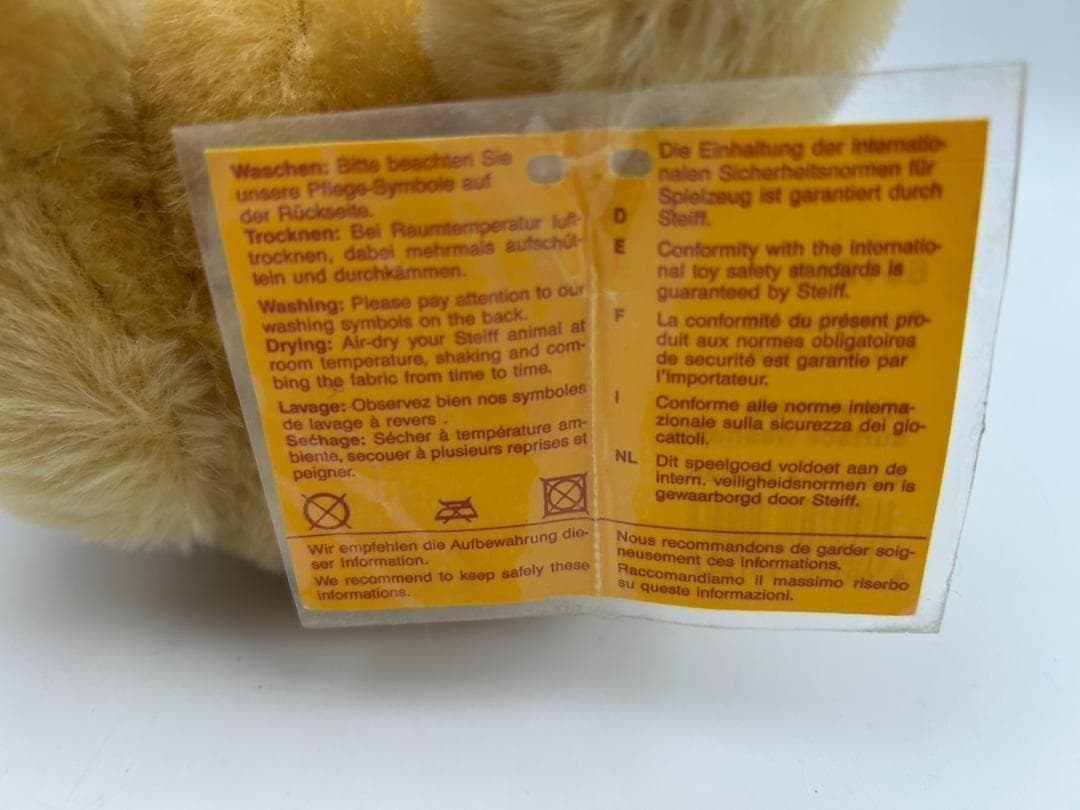 Waschen: Bitte beachten Sie
unsere Pflege-Symbole auf
der Rückseite.
Trocknen: Bei Raumtemperatur luft-
trocknen, dabei mehrmals aufschüt-
teln und durchkämmen.
Washing: Please pay attention to our
washing symbols on the back.
Drying: Air-dry your Steiff animal at
room temperature, shaking and com-
bing the fabric from time to time.
Lavage: Observez bien nos symboles
de lavage à revers .
Sechage: Sécher à température am-
biente, secouer à plusieurs reprises et
peigner.
Wir empfehlen die Aufbewahrung die-
ser Information.
We recommend to keep safely these
informations.
D Die Einhaltung der internatio-
nalen Sicherheitsnormen für
Spielzeug ist garantiert durch
Steiff.
E Conformity with the internatio-
nal toy safety standards is
guaranteed by Steiff.
F La conformité du présent pro-
duit aux normes obligatoires
de securité est garantie par
l'importateur.
I Conforme alle norme interna-
zionale sulla sicurezza dei gio-
cattoli.
NL Dit speelgoed voldoet aan de
intern. veiligheidsnormen en is
gewaarborgd door Steiff.
Nous recommandons de garder soig-
neusement ces informations.
Raccomandiamo il massimo riserbo
su queste informazioni.